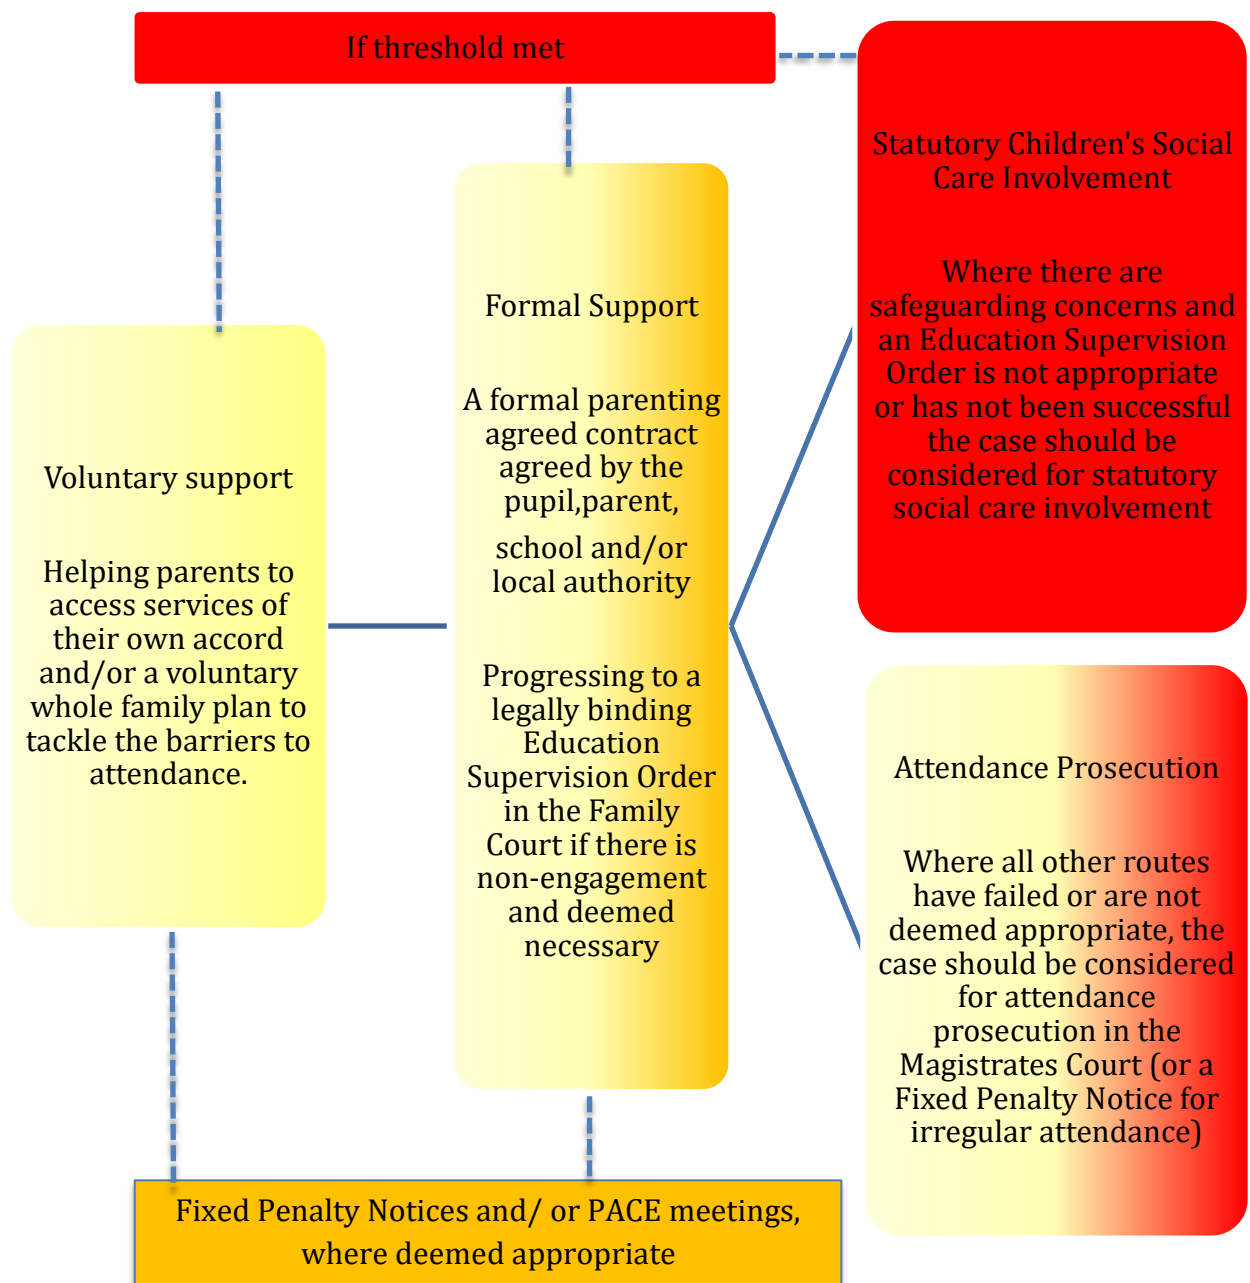 If threshold met
Voluntary support
Helping parents to
access services of
their own accord
and/or a voluntary
whole family plan to
tackle the barriers to
attendance.
Formal Support
A formal parenting
agreed contract
agreed by the
pupil,parent,
school and/or
local authority
Progressing to a
legally binding
Education
Supervision Order
in the Family
Court if there is
non-engagement
and deemed
necessary
Statutory Children's Social
Care Involvement
Where there are
safeguarding concerns and
an Education Supervision
Order is not appropriate
or has not been successful
the case should be
considered for statutory
social care involvement
Attendance Prosecution
Where all other routes
have failed or are not
deemed appropriate, the
case should be considered
for attendance
prosecution in the
Magistrates Court (or a
Fixed Penalty Notice for
irregular attendance)
Fixed Penalty Notices and/ or PACE meetings,
where deemed appropriate